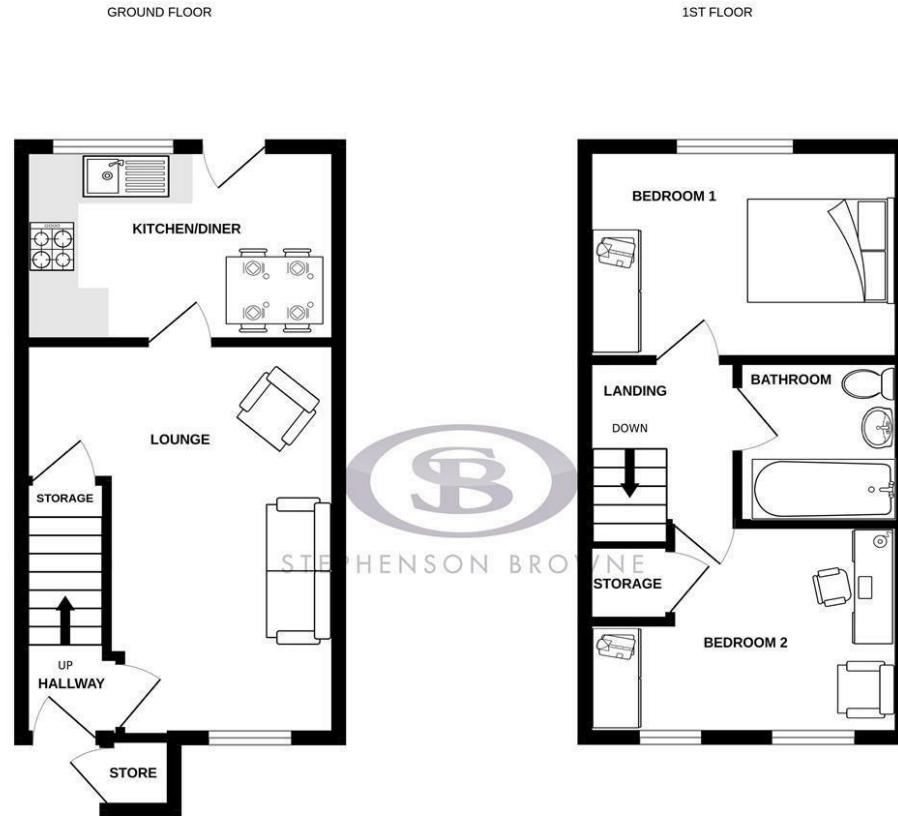 GROUND FLOOR
1ST FLOOR
KITCHEN/DINER
LOUNGE
STORAGE
UP
HALLWAY
STORE
BEDROOM 1
LANDING
BATHROOM
DOWN
STORAGE
BEDROOM 2
SB
STEPHENSON BROWNE